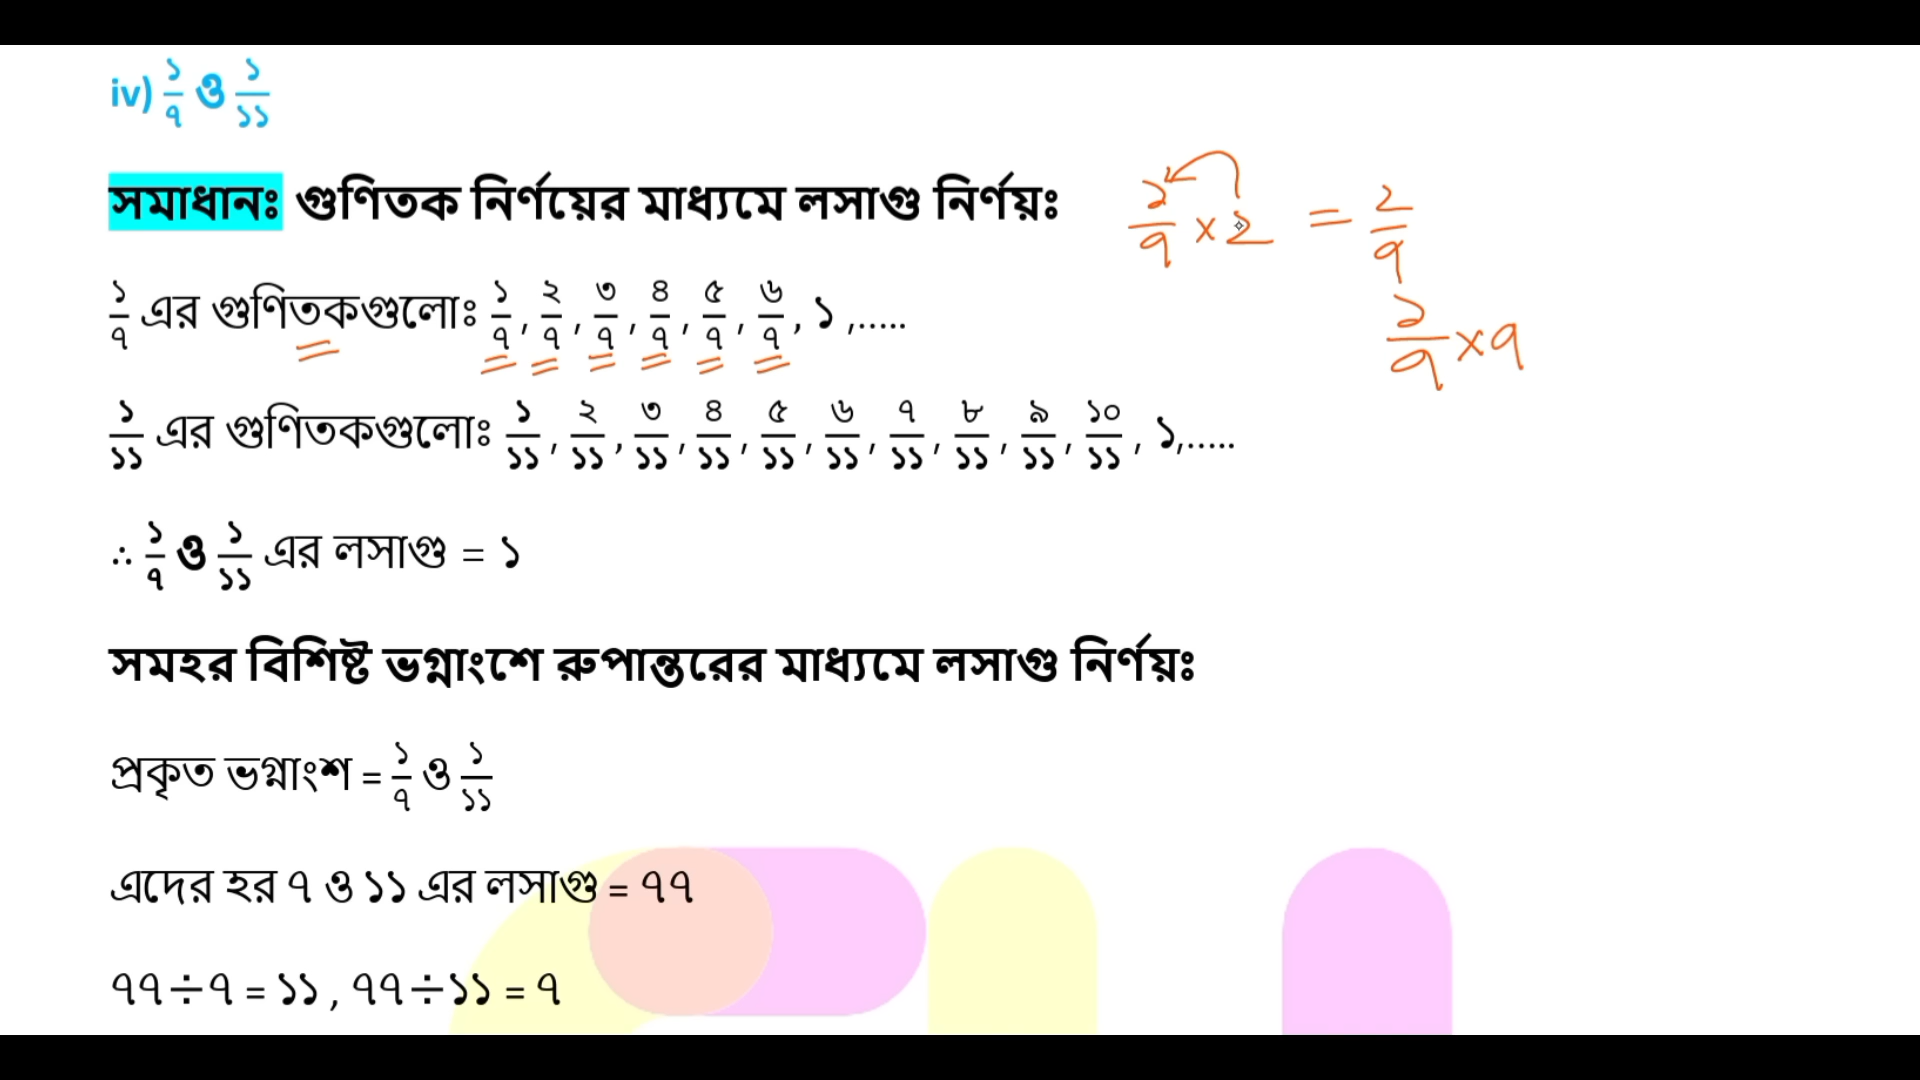 iv) ১/৭ ও ১/১১
সমাধানঃ গুণিতক নির্ণয়ের মাধ্যমে লসাগু নির্ণয়ঃ
১/৭ × ২ = ২/৭
১/৭ এর গুণিতকগুলোঃ ১/৭, ২/৭, ৩/৭, ৪/৭, ৫/৭, ৬/৭, ১ ,.....
১/৭ × ৭
১/১১ এর গুণিতকগুলোঃ ১/১১, ২/১১, ৩/১১, ৪/১১, ৫/১১, ৬/১১, ৭/১১, ৮/১১, ৯/১১, ১০/১১, ১,.....
∴ ১/৭ ও ১/১১ এর লসাগু = ১
সমহর বিশিষ্ট ভগ্নাংশে রুপান্তরের মাধ্যমে লসাগু নির্ণয়ঃ
প্রকৃত ভগ্নাংশ = ১/৭ ও ১/১১
এদের হর ৭ ও ১১ এর লসাগু = ৭৭
৭৭÷৭ = ১১ , ৭৭÷১১ = ৭